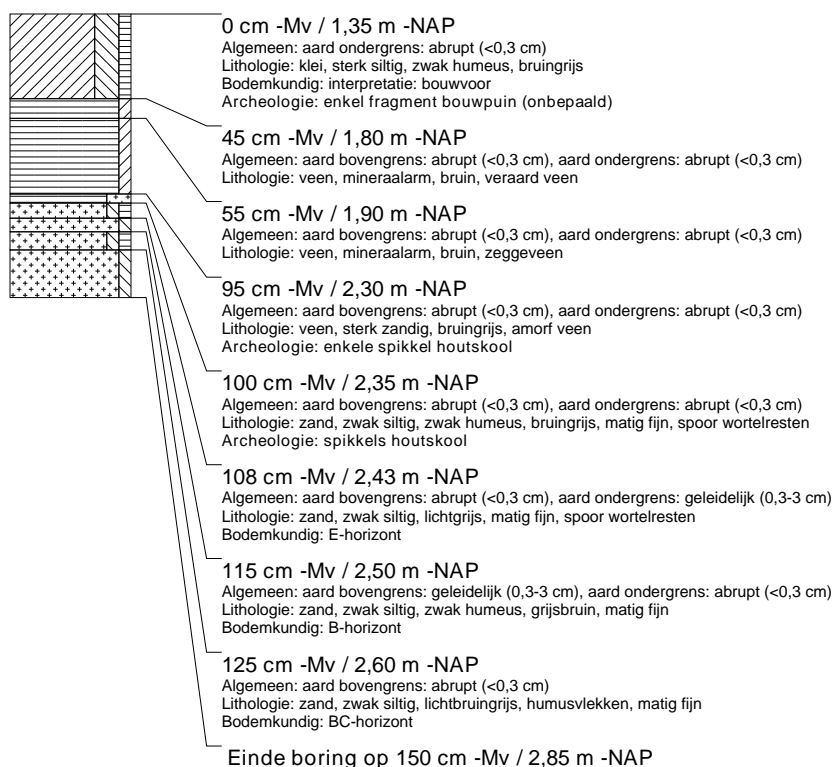 0 cm -Mv / 1,35 m -NAP
Algemeen: aard ondergrens: abrupt (<0,3 cm)
Lithologie: klei, sterk siltig, zwak humeus, bruingrijs
Bodemkundig: interpretatie: bouwvoor
Archeologie: enkel fragment bouwpuin (onbepaald)
45 cm -Mv / 1,80 m -NAP
Algemeen: aard bovengrens: abrupt (<0,3 cm), aard ondergrens: abrupt (<0,3 cm)
Lithologie: veen, mineraalarm, bruin, veraard veen
55 cm -Mv / 1,90 m -NAP
Algemeen: aard bovengrens: abrupt (<0,3 cm), aard ondergrens: abrupt (<0,3 cm)
Lithologie: veen, mineraalarm, bruin, zeggeveen
95 cm -Mv / 2,30 m -NAP
Algemeen: aard bovengrens: abrupt (<0,3 cm), aard ondergrens: abrupt (<0,3 cm)
Lithologie: veen, sterk zandig, bruingrijs, amorf veen
Archeologie: enkele spikkel houtskool
100 cm -Mv / 2,35 m -NAP
Algemeen: aard bovengrens: abrupt (<0,3 cm), aard ondergrens: abrupt (<0,3 cm)
Lithologie: zand, zwak siltig, zwak humeus, bruingrijs, matig fijn, spoor wortelresten
Archeologie: spikkels houtskool
108 cm -Mv / 2,43 m -NAP
Algemeen: aard bovengrens: abrupt (<0,3 cm), aard ondergrens: geleidelijk (0,3-3 cm)
Lithologie: zand, zwak siltig, lichtgrijs, matig fijn, spoor wortelresten
Bodemkundig: E-horizont
115 cm -Mv / 2,50 m -NAP
Algemeen: aard bovengrens: geleidelijk (0,3-3 cm), aard ondergrens: abrupt (<0,3 cm)
Lithologie: zand, zwak siltig, zwak humeus, grijsbruin, matig fijn
Bodemkundig: B-horizont
125 cm -Mv / 2,60 m -NAP
Algemeen: aard bovengrens: abrupt (<0,3 cm)
Lithologie: zand, zwak siltig, lichtbruingrijs, humusvlekken, matig fijn
Bodemkundig: BC-horizont
Einde boring op 150 cm -Mv / 2,85 m -NAP